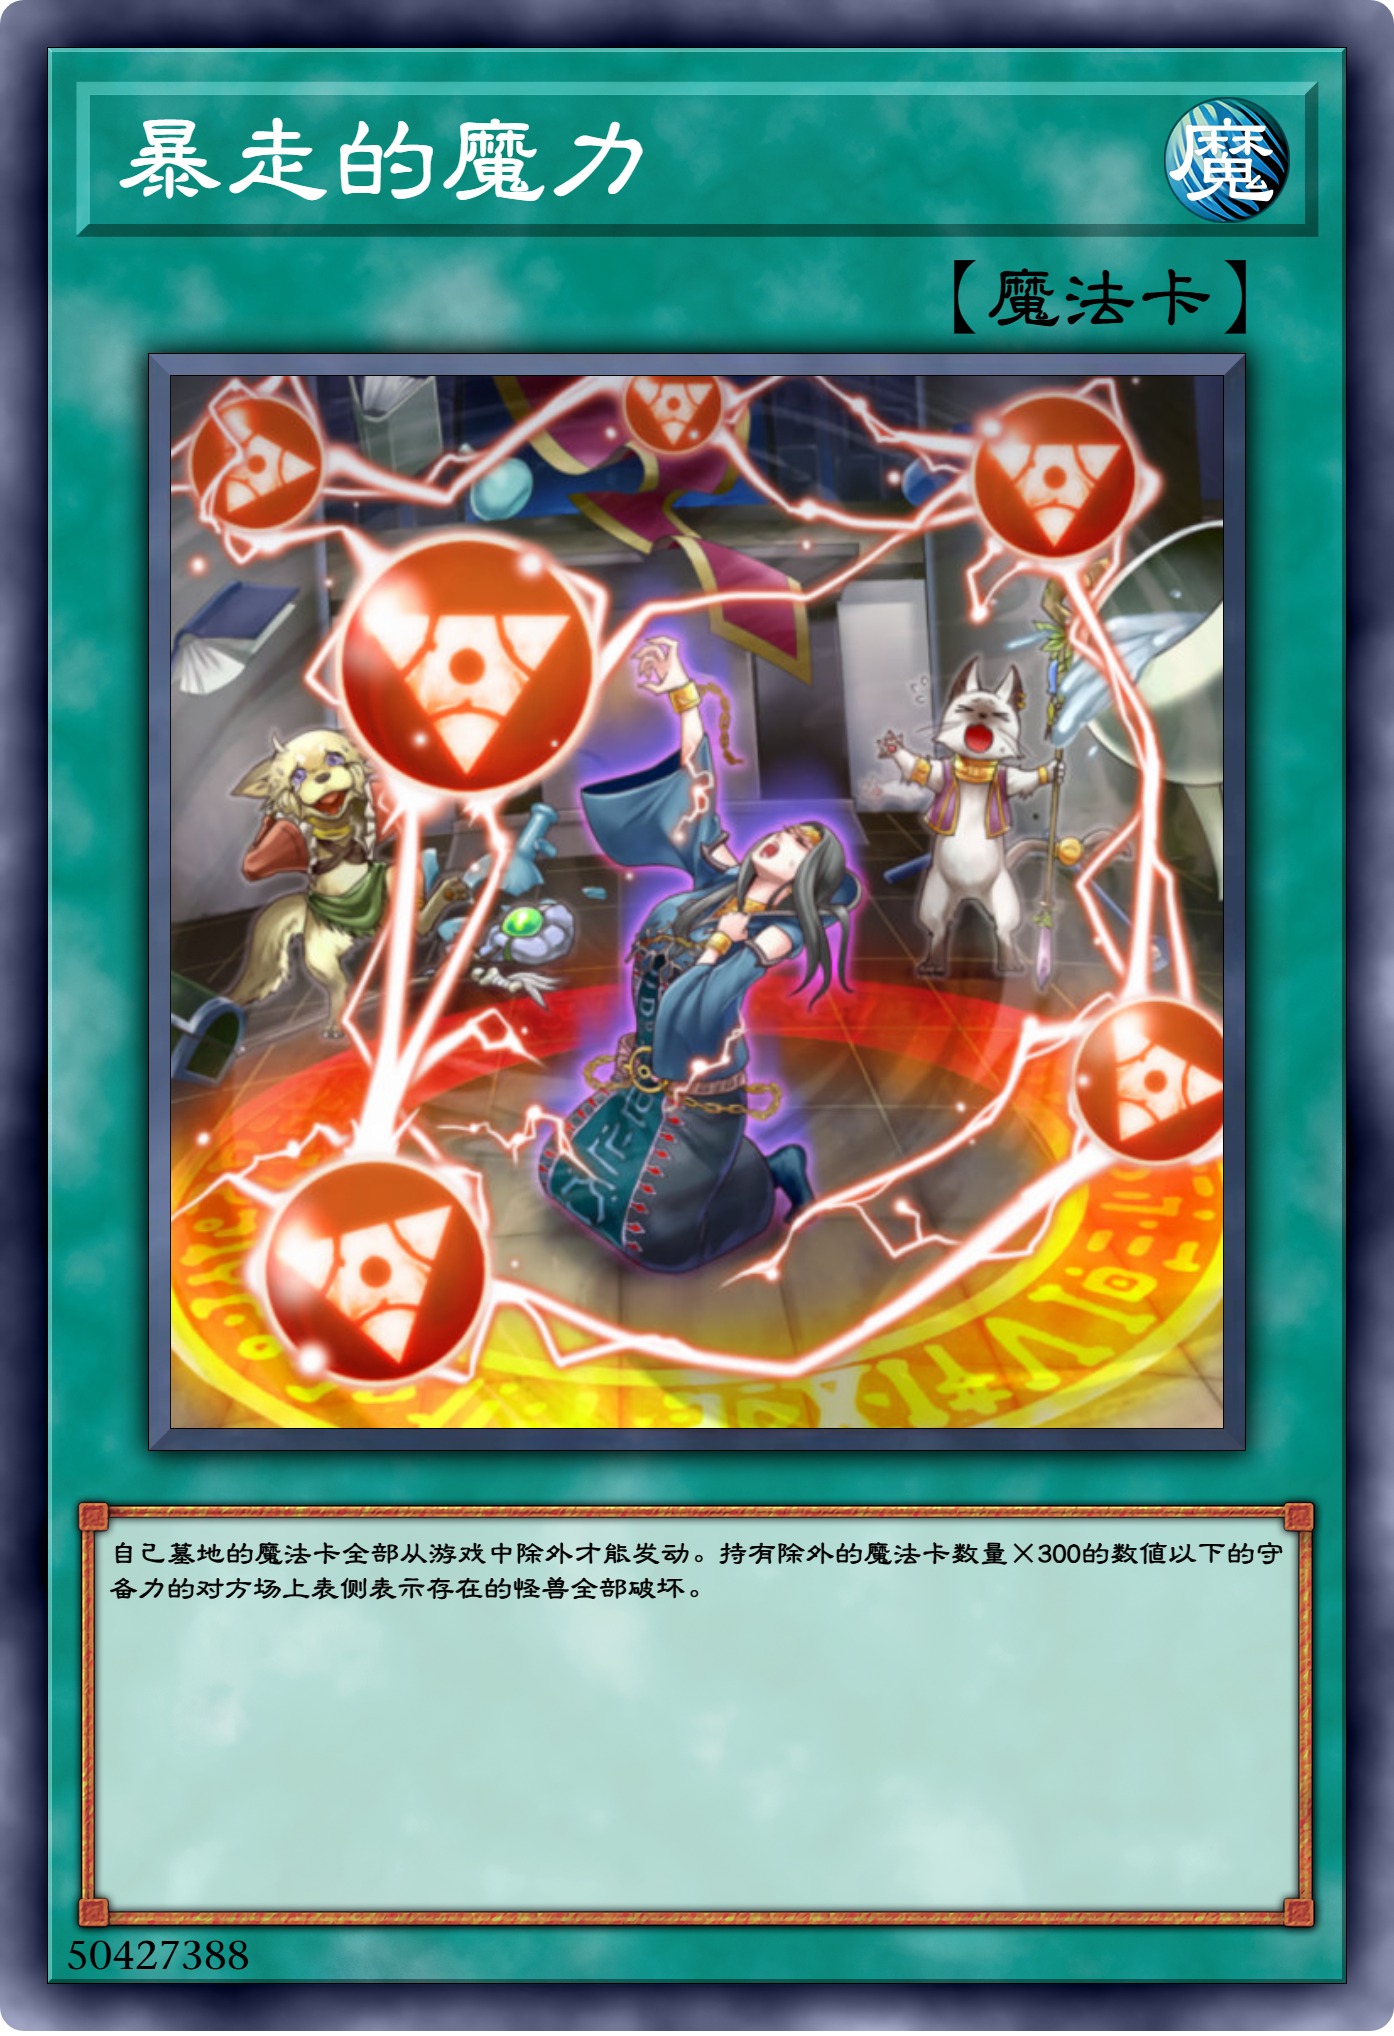 暴走的魔力
魔
【魔法卡】
自己墓地的魔法卡全部从游戏中除外才能发动。持有除外的魔法卡数量×300的数值以下的守
备力的对方场上表侧表示存在的怪兽全部破坏。
50427388